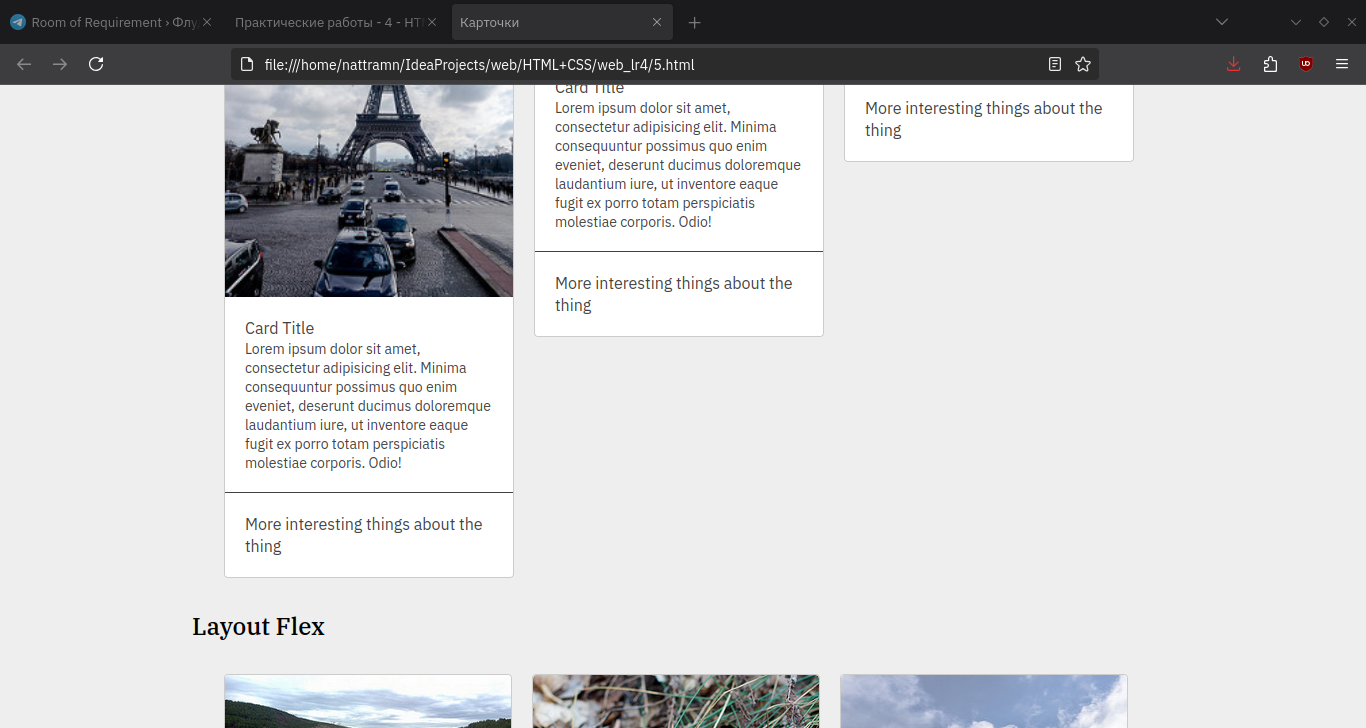 Room of Requirement › Флу
Практические работы - 4 - HT
Карточки
file:///home/nattramn/IdeaProjects/web/HTML+CSS/web_lr4/5.html
Card Title
Lorem ipsum dolor sit amet,
consectetur adipisicing elit. Minima
consequuntur possimus quo enim
eveniet, deserunt ducimus doloremque
laudantium iure, ut inventore eaque
fugit ex porro totam perspiciatis
molestiae corporis. Odio!
More interesting things about the
thing
Card Title
Lorem ipsum dolor sit amet,
consectetur adipisicing elit. Minima
consequuntur possimus quo enim
eveniet, deserunt ducimus doloremque
laudantium iure, ut inventore eaque
fugit ex porro totam perspiciatis
molestiae corporis. Odio!
More interesting things about the
thing
More interesting things about the
thing
Layout Flex